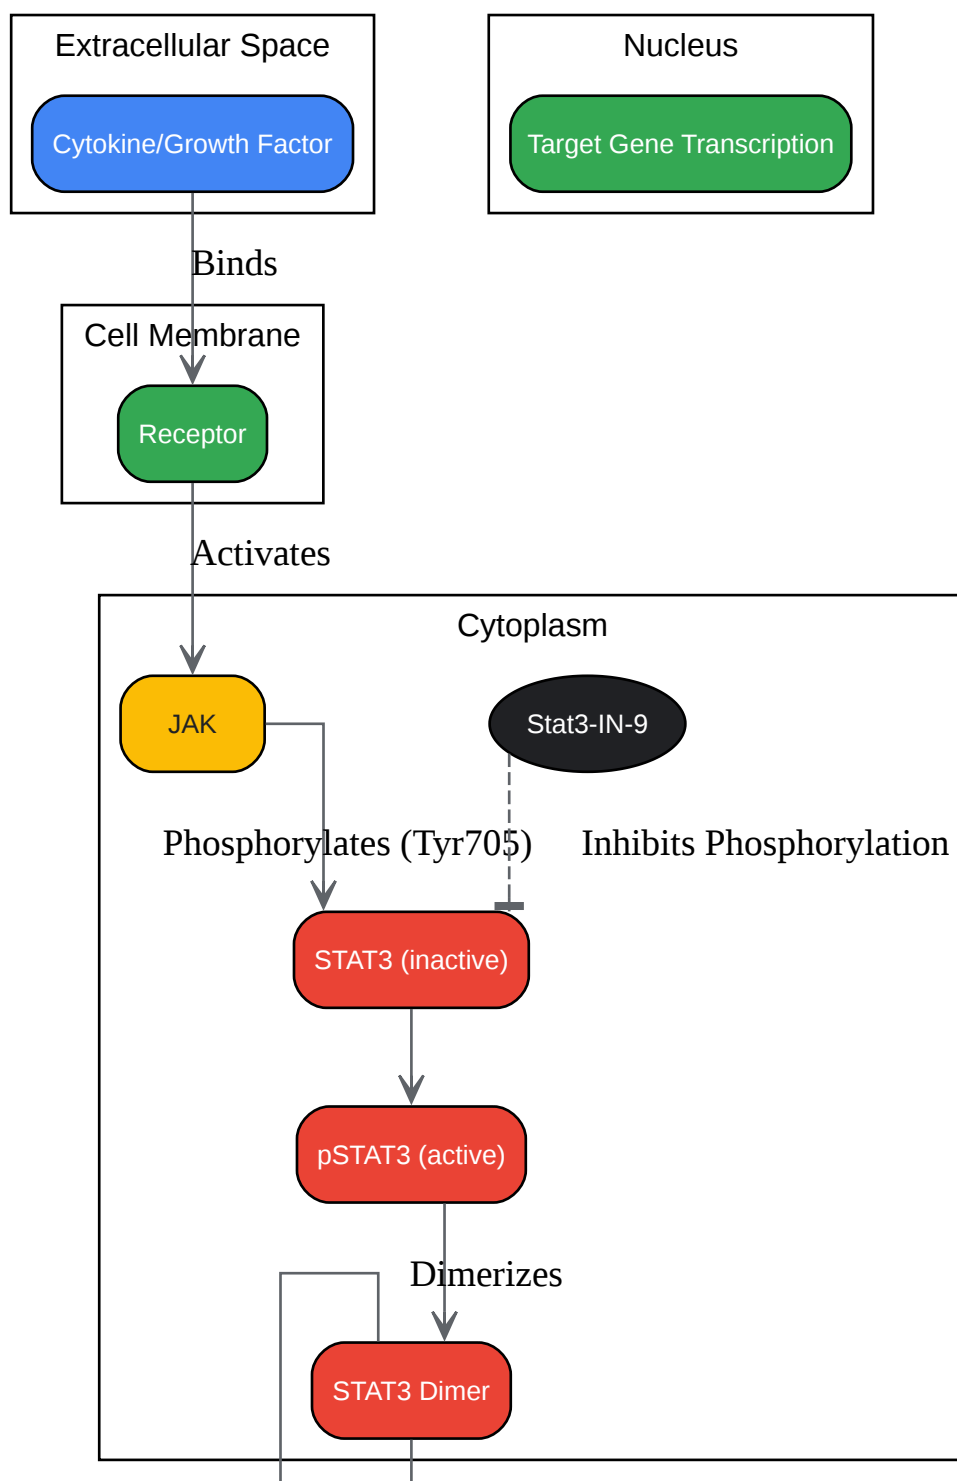 Extracellular Space
Nucleus
Cytokine/Growth Factor
Target Gene Transcription
Binds
Cell Membrane
Receptor
Activates
Cytoplasm
JAK
Stat3-IN-9
Phosphorylates (Tyr705)
Inhibits Phosphorylation
STAT3 (inactive)
pSTAT3 (active)
Dimerizes
STAT3 Dimer